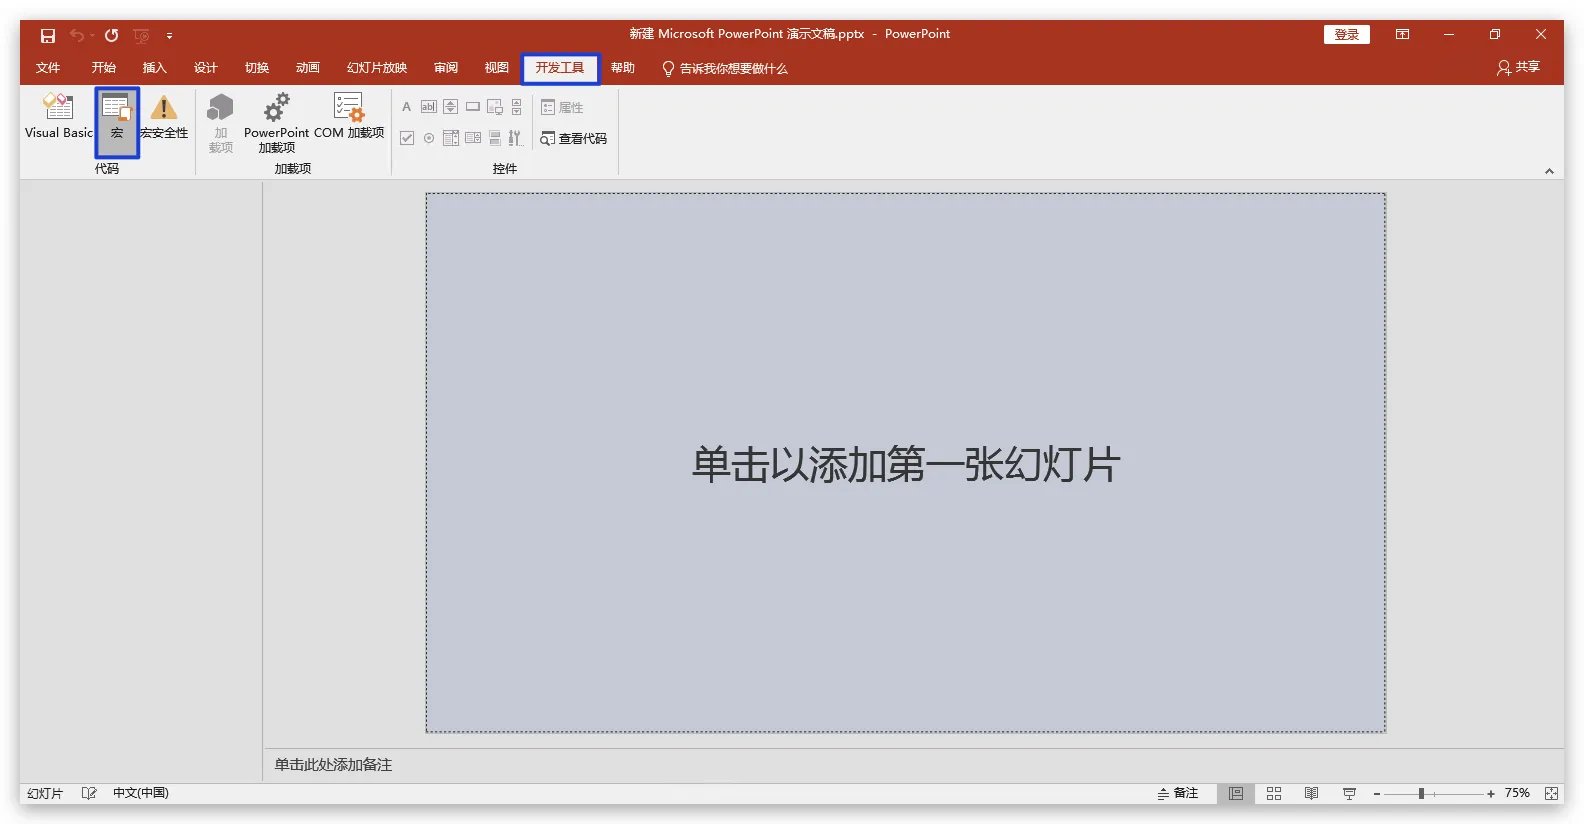 新建 Microsoft PowerPoint 演示文稿.pptx - PowerPoint
登录
文件 开始 插入 设计 切换 动画 幻灯片放映 审阅 视图 开发工具 帮助 告诉我你想要做什么 共享
Visual Basic 宏 宏安全性
代码
加
载项
PowerPoint
加载项
COM 加载项
加载项
A ab 属性
查看代码
控件
单击以添加第一张幻灯片
单击此处添加备注
幻灯片 中文(中国) 备注 75%